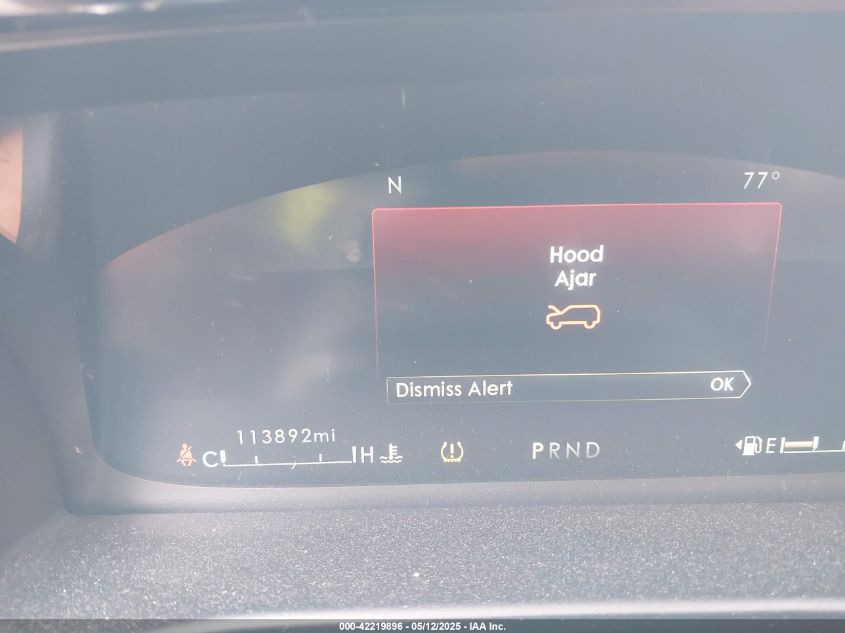 N
77°
Hood
Ajar
Dismiss Alert
OK
113892mi
C
H
PRND
E
000-42219896 - 05/12/2025 - IAA Inc.